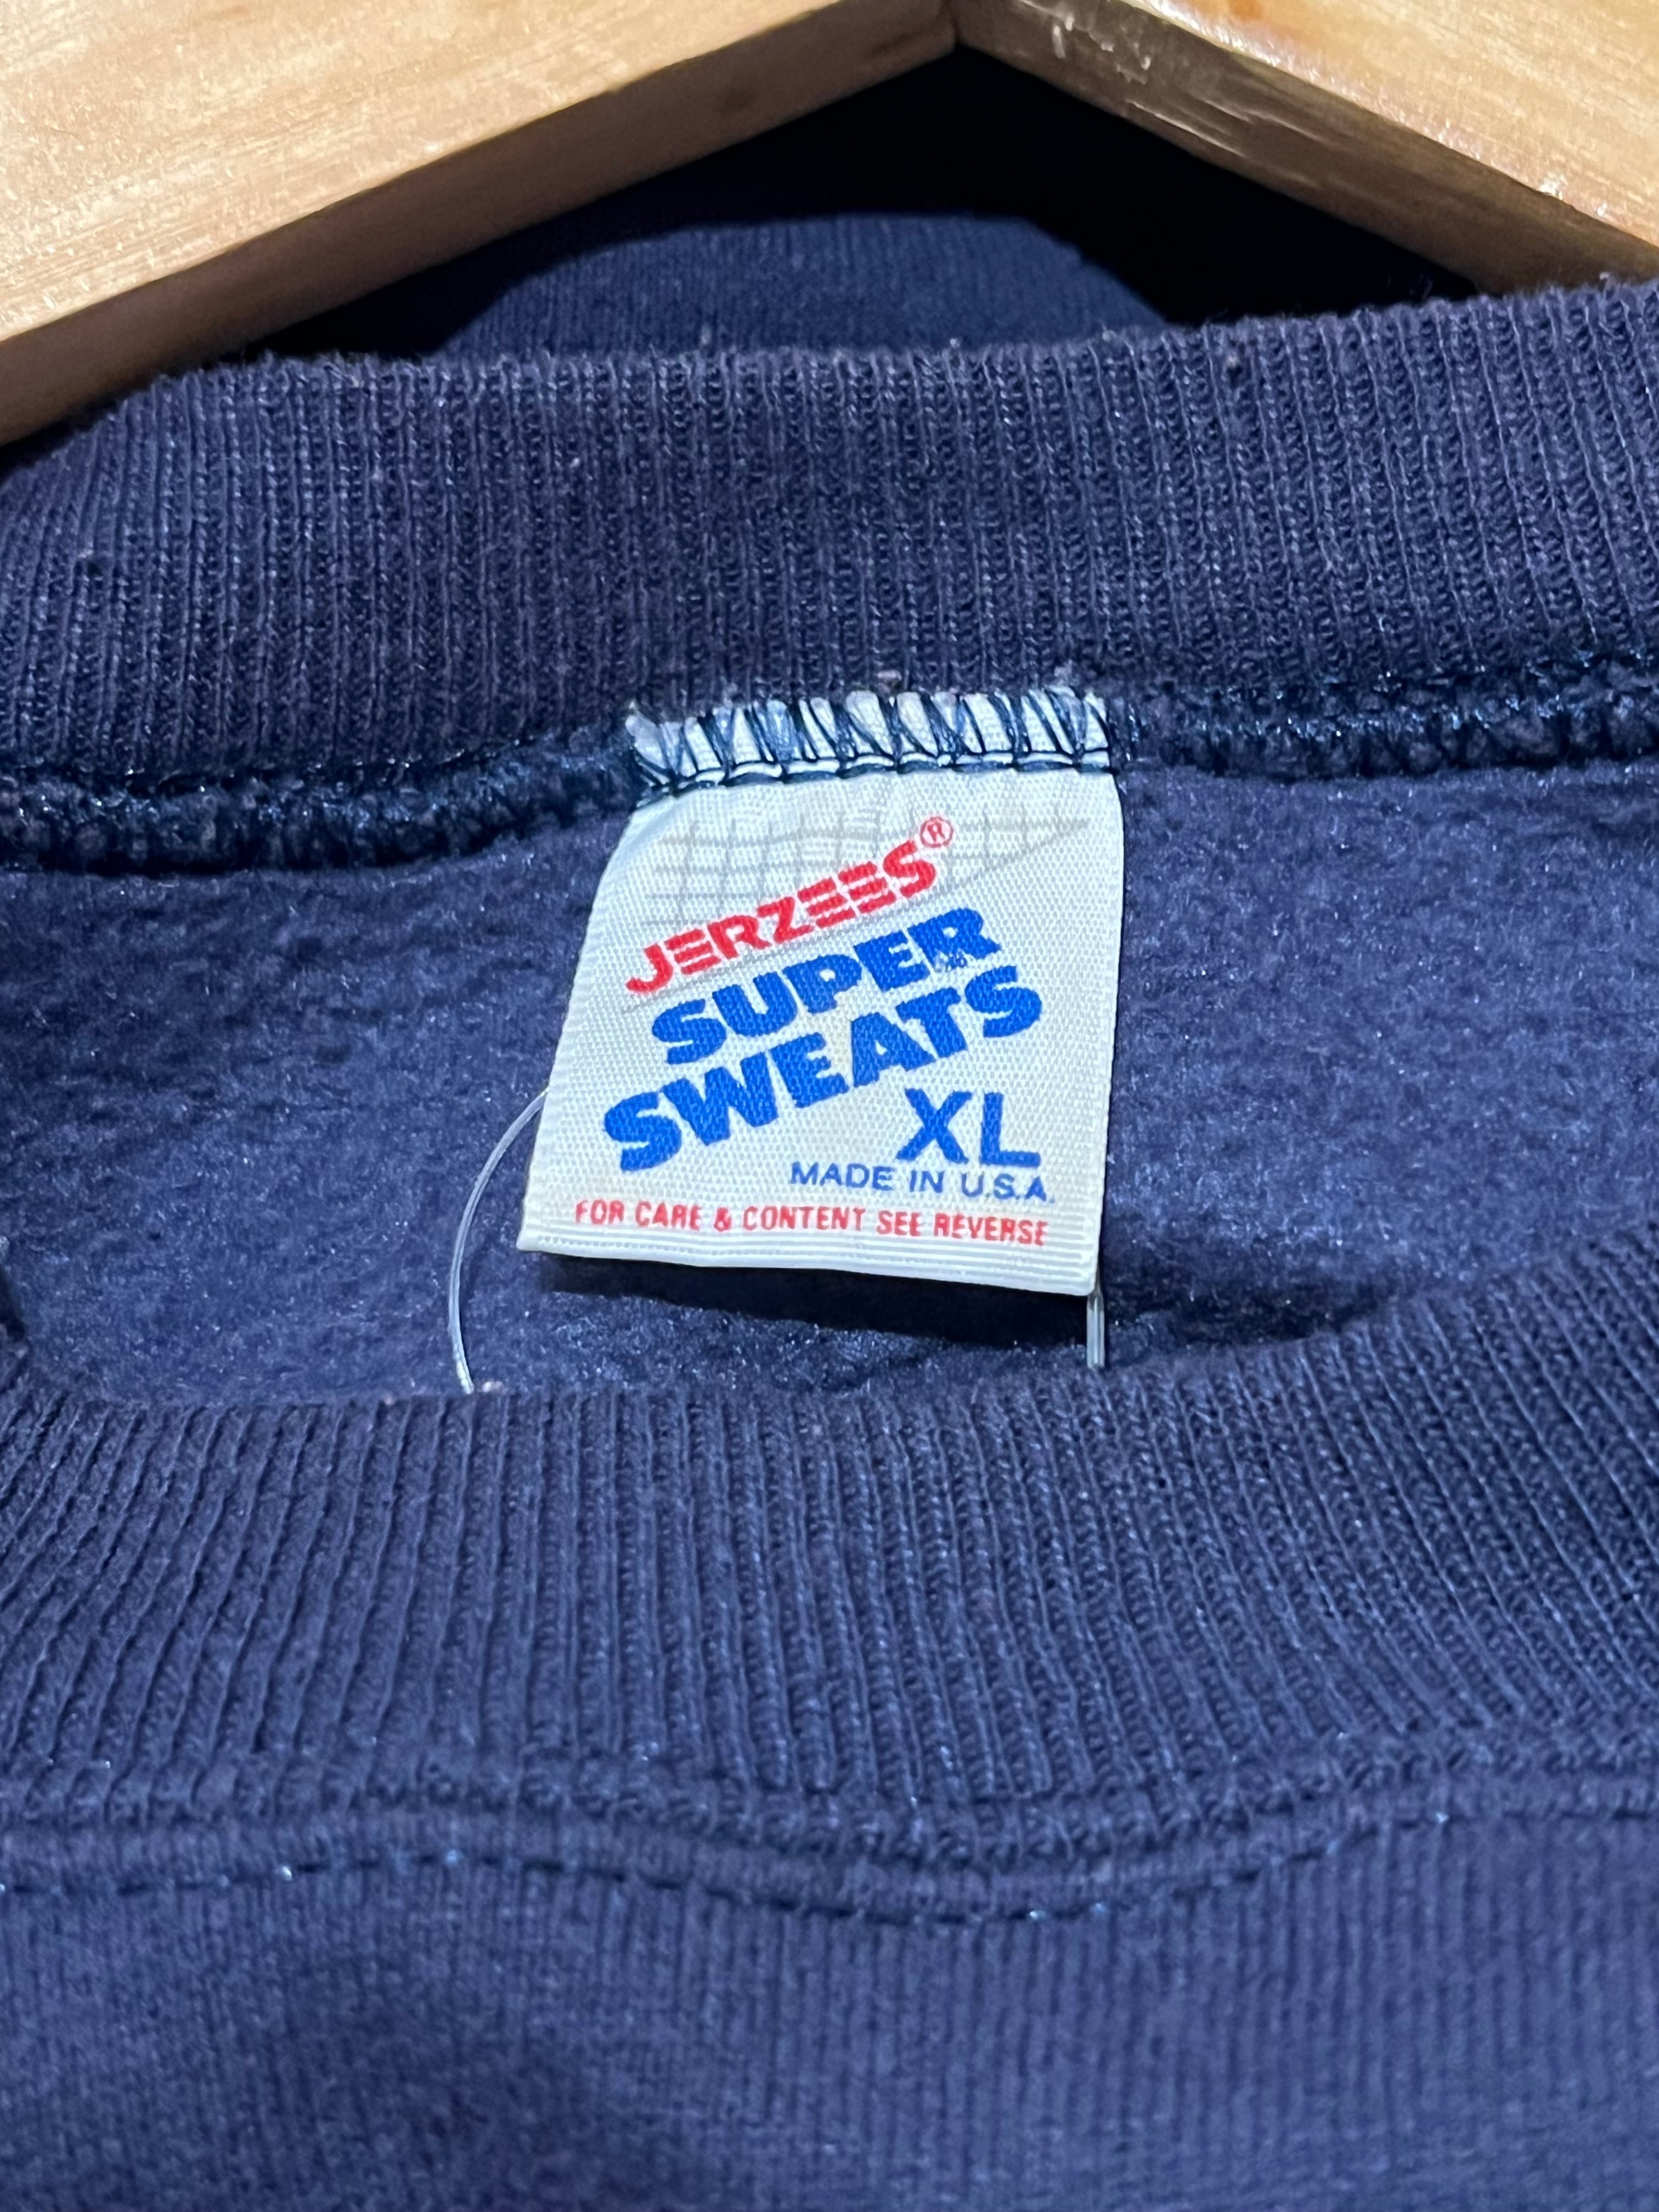 JERZEES®
SUPER
SWEATS
XL
MADE IN U.S.A.
FOR CARE & CONTENT SEE REVERSE